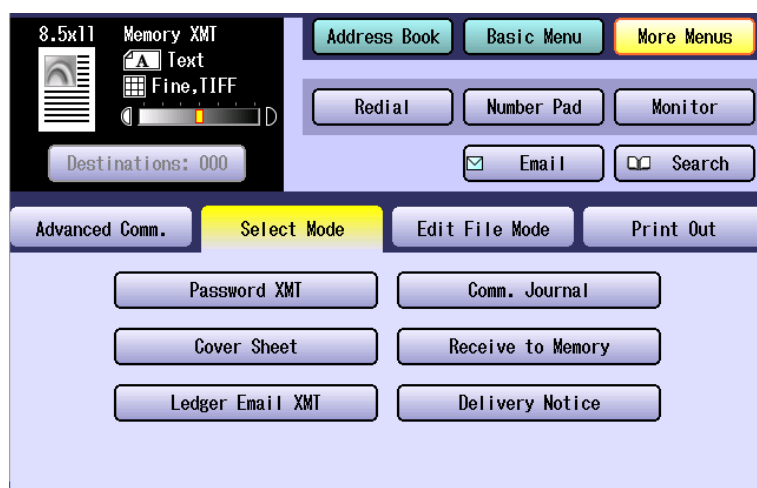 8.5x11 Memory XMT
A Text
Fine,TIFF
Destinations: 000
Address Book Basic Menu More Menus
Redial Number Pad Monitor
Email Search
Advanced Comm. Select Mode Edit File Mode Print Out
Password XMT Comm. Journal
Cover Sheet Receive to Memory
Ledger Email XMT Delivery Notice